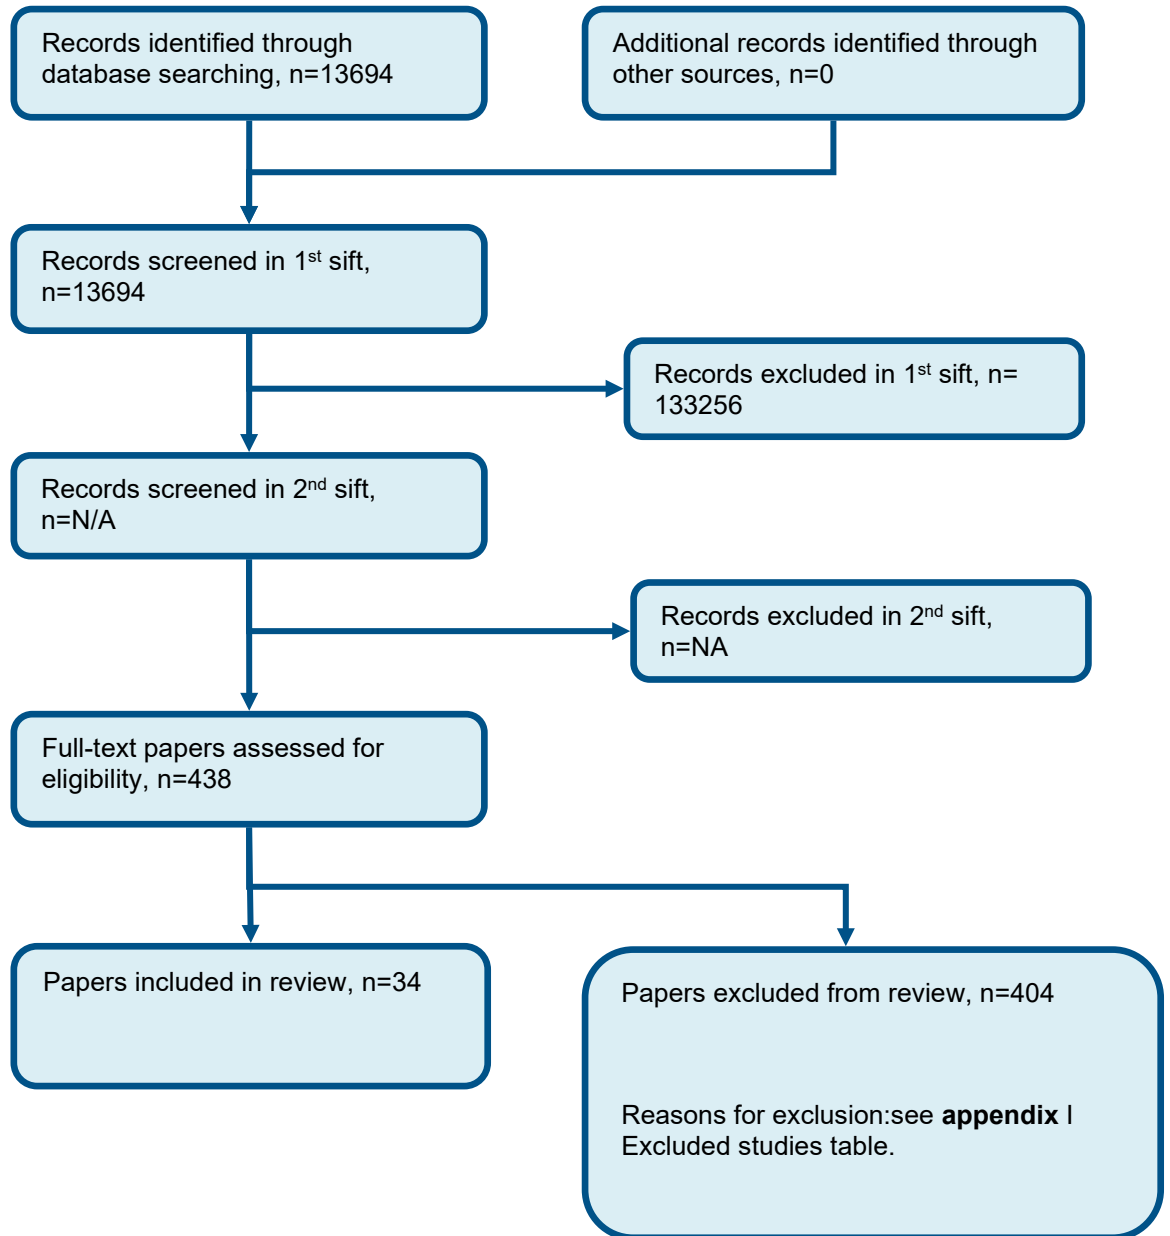 Records identified through
database searching, n=13694
Additional records identified through
other sources, n=0
Records screened in 1st sift,
n=13694
Records excluded in 1st sift, n=
133256
Records screened in 2nd sift,
n=N/A
Records excluded in 2nd sift,
n=NA
Full-text papers assessed for
eligibility, n=438
Papers included in review, n=34
Papers excluded from review, n=404
Reasons for exclusion:see appendix I
Excluded studies table.